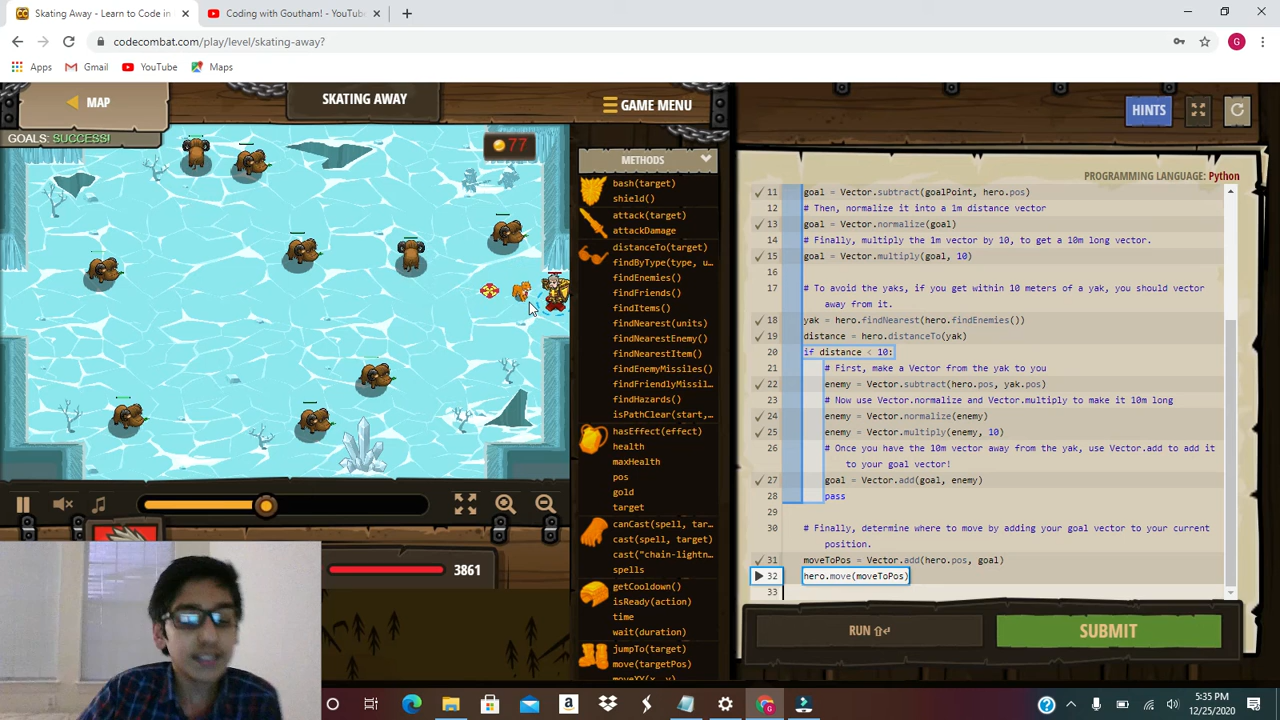 Skating Away - Learn to Code in
Coding with Goutham! - YouTube
codecombat.com/play/level/skating-away?
G
Apps
Gmail
YouTube
Maps
MAP
SKATING AWAY
GAME MENU
GOALS: SUCCESS!
77
3861
METHODS
bash(target)
shield()
attack(target)
attackDamage
distanceTo(target)
findByType(type, u…
findEnemies()
findFriends()
findItems()
findNearest(units)
findNearestEnemy()
findNearestItem()
findEnemyMissiles()
findFriendlyMissil…
findHazards()
isPathClear(start,…
hasEffect(effect)
health
maxHealth
pos
gold
target
canCast(spell, tar…
cast(spell, target)
cast("chain-lightn…
spells
getCooldown()
isReady(action)
time
wait(duration)
jumpTo(target)
move(targetPos)
moveXY(x, y)
HINTS
PROGRAMMING LANGUAGE: Python
11 goal = Vector.subtract(goalPoint, hero.pos)
12 # Then, normalize it into a 1m distance vector
13 goal = Vector.normalize(goal)
14 # Finally, multiply the 1m vector by 10, to get a 10m long vector.
15 goal = Vector.multiply(goal, 10)
16
17 # To avoid the yaks, if you get within 10 meters of a yak, you should vector
away from it.
18 yak = hero.findNearest(hero.findEnemies())
19 distance = hero.distanceTo(yak)
20 if distance < 10:
21 # First, make a Vector from the yak to you
22 enemy = Vector.subtract(hero.pos, yak.pos)
23 # Now use Vector.normalize and Vector.multiply to make it 10m long
24 enemy = Vector.normalize(enemy)
25 enemy = Vector.multiply(enemy, 10)
26 # Once you have the 10m vector away from the yak, use Vector.add to add it
to your goal vector!
27 goal = Vector.add(goal, enemy)
28 pass
29
30 # Finally, determine where to move by adding your goal vector to your current
position.
31 moveToPos = Vector.add(hero.pos, goal)
32 hero.move(moveToPos)
33
RUN
SUBMIT
5:35 PM
12/25/2020